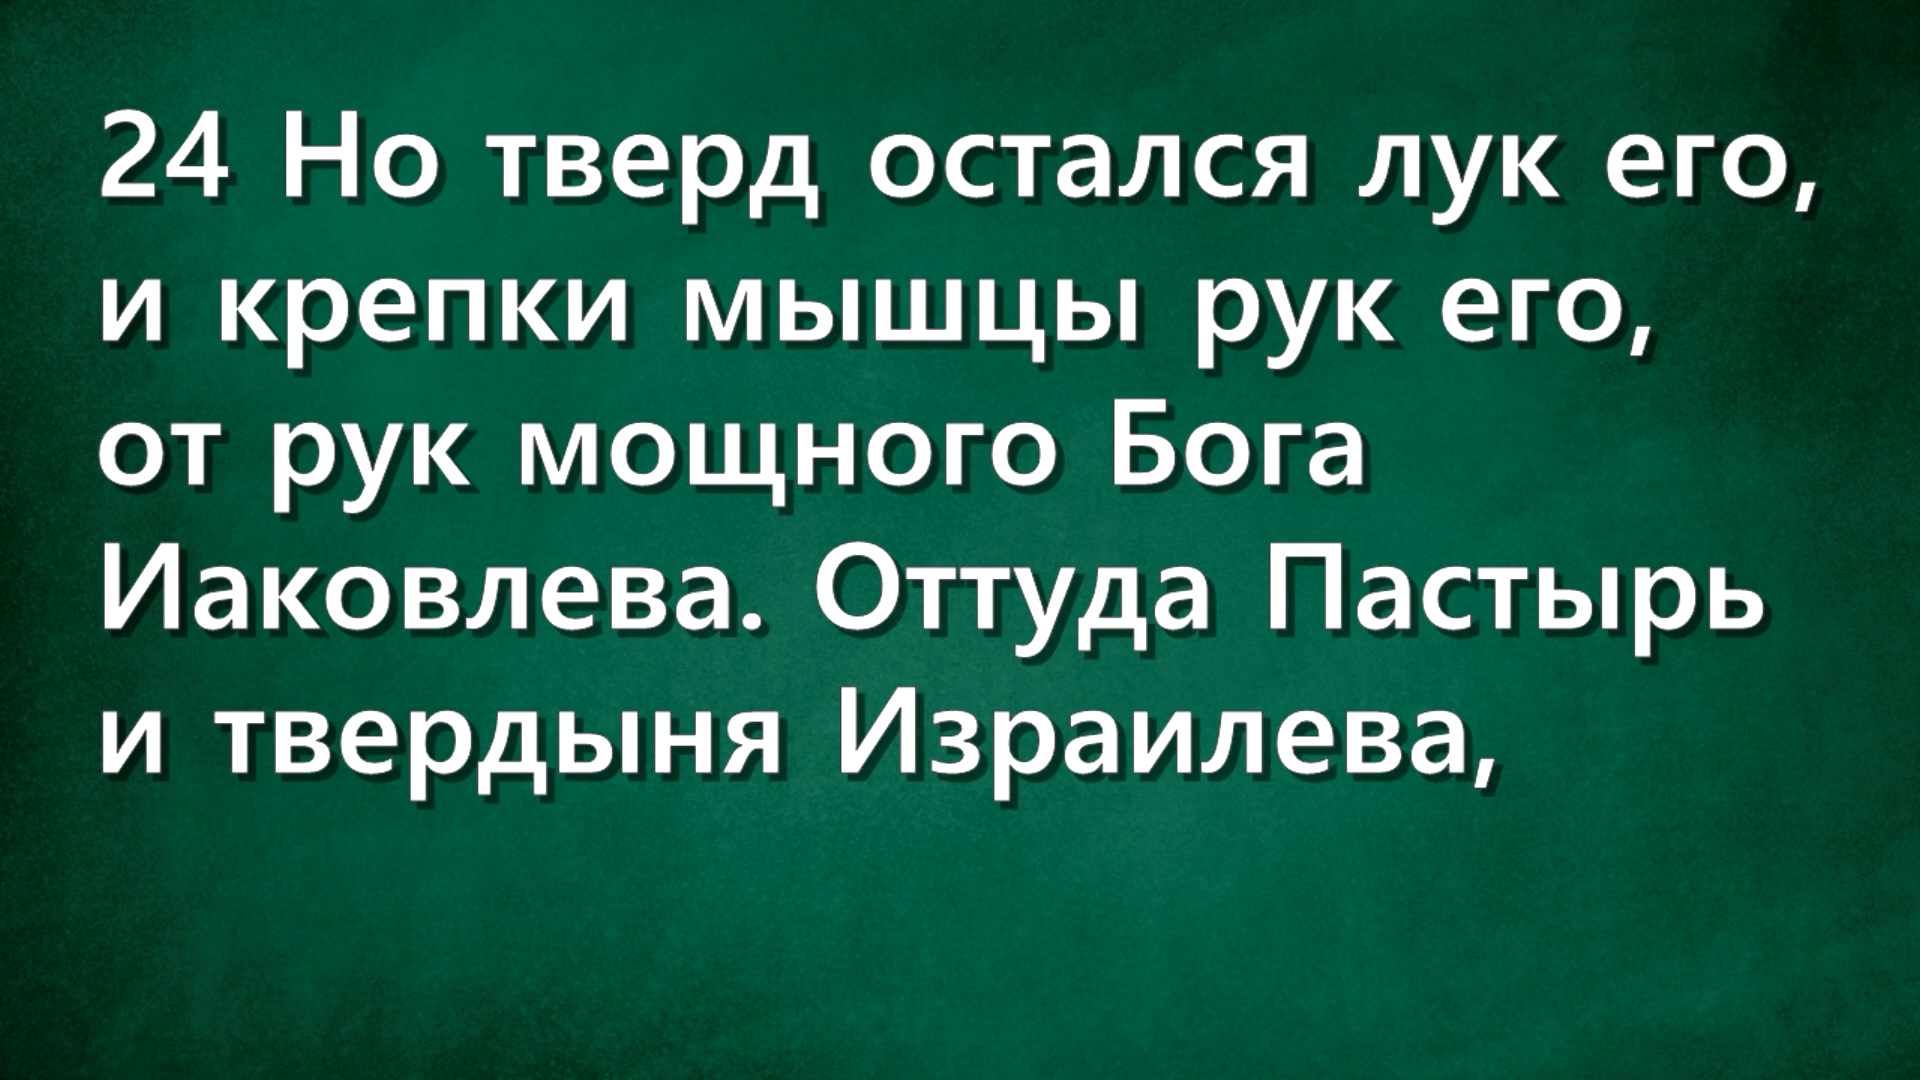 24 Но тверд остался лук его,
и крепки мышцы рук его,
от рук мощного Бога
Иаковлева. Оттуда Пастырь
и твердыня Израилева,